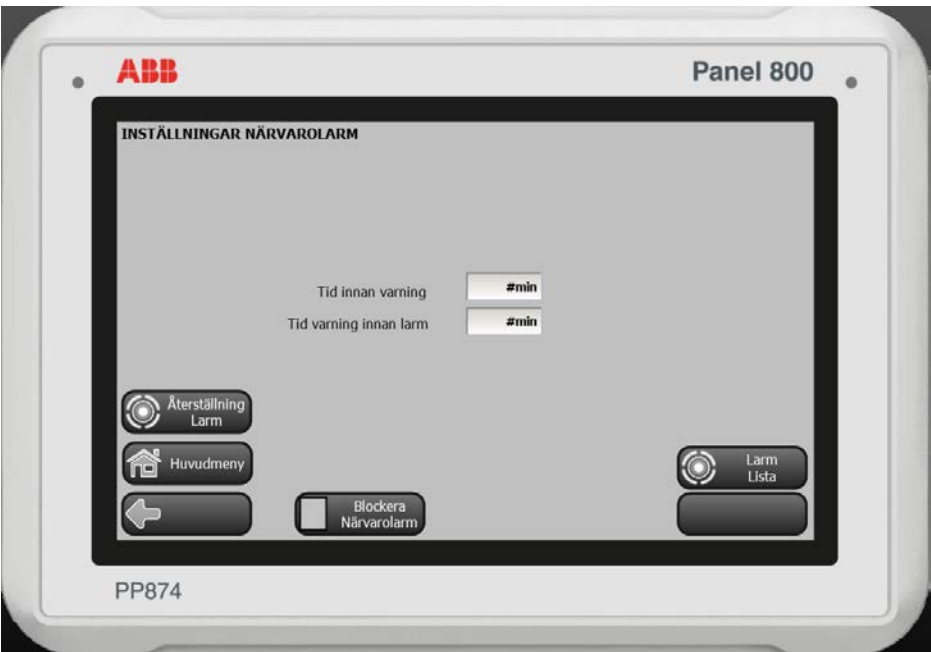 ABB
Panel 800
INSTÄLLNINGAR NÄRVAROLARM
Tid innan varning
#min
Tid varning innan larm
#min
Återställning
Larm
Huvudmeny
Larm
Lista
Blockera
Närvarolarm
PP874